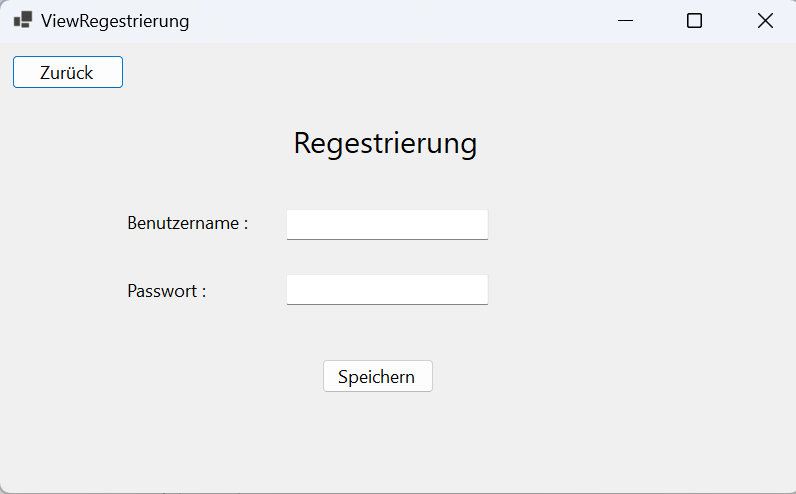 ViewRegestrierung
Zurück
Regestrierung
Benutzername :
Passwort :
Speichern